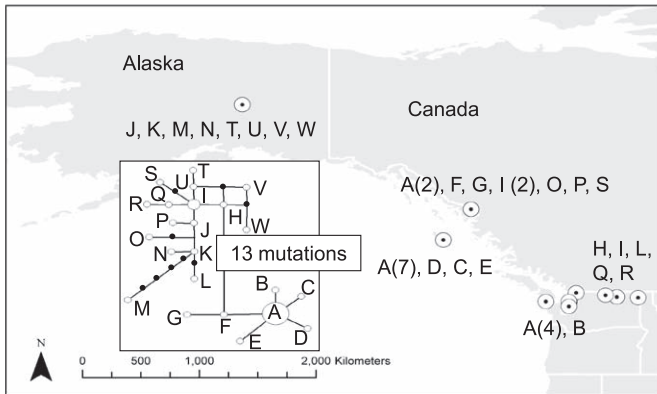 Alaska
Canada
J, K, M, N, T, U, V, W
A(2), F, G, I (2), O, P, S
A(7), D, C, E
H, I, L,
Q, R
A(4), B
T
S
U
V
Q
I
R
H
P
W
J
O
13 mutations
N
K
L
M
B
C
G
F
A
E
D
N
0 500 1,000 2,000 Kilometers